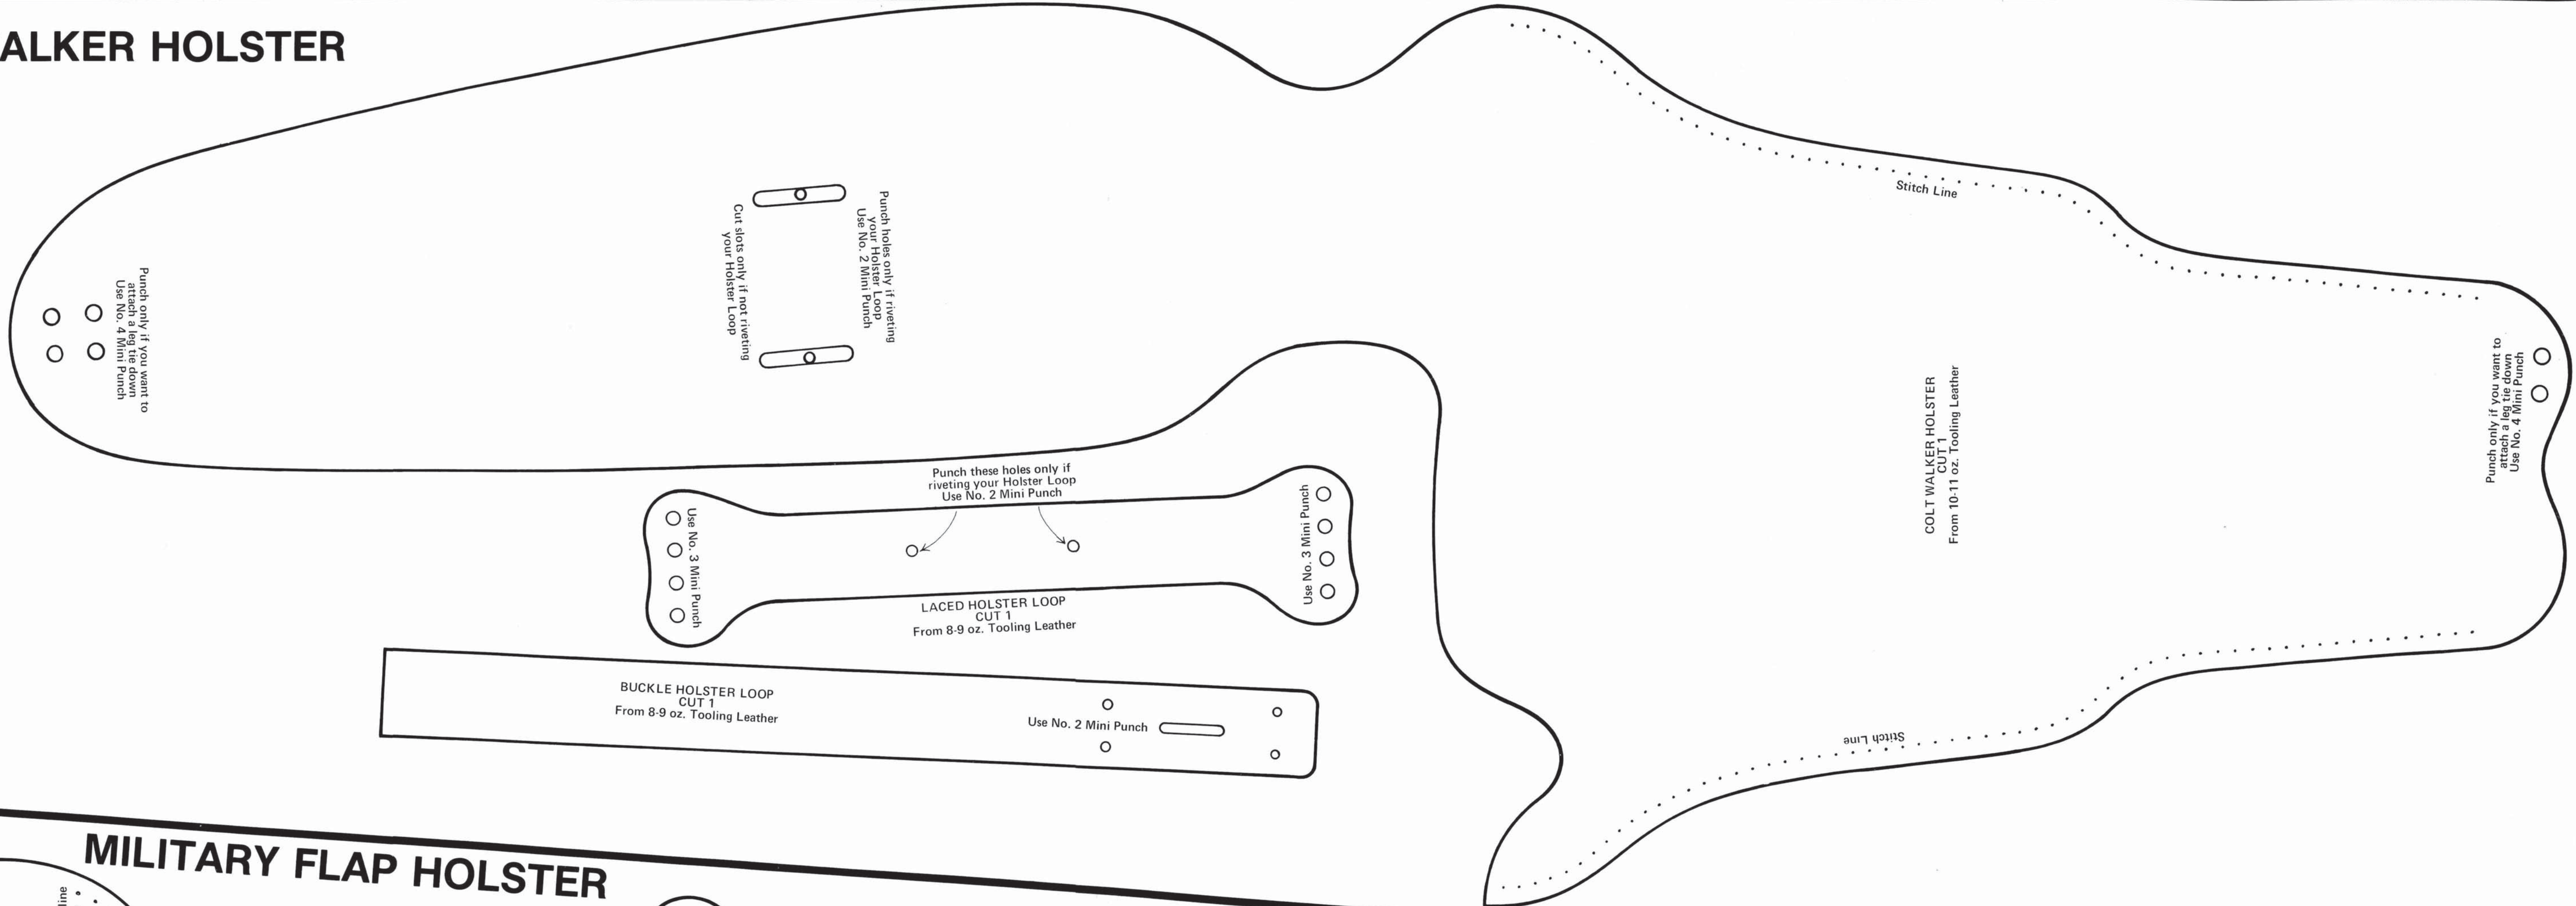 ALKER HOLSTER
Stitch Line
Punch holes only if riveting
your Holster Loop
Use No. 2 Mini Punch
Cut slots only if not riveting
your Holster Loop
Punch only if you want to
attach a leg tie down
Use No. 4 Mini Punch
Punch only if you want to
attach a leg tie down
Use No. 4 Mini Punch
COLT WALKER HOLSTER
CUT 1
From 10-11 oz. Tooling Leather
Punch these holes only if
riveting your Holster Loop
Use No. 2 Mini Punch
Use No. 3 Mini Punch
Use No. 3 Mini Punch
LACED HOLSTER LOOP
CUT 1
From 8-9 oz. Tooling Leather
BUCKLE HOLSTER LOOP
CUT 1
From 8-9 oz. Tooling Leather
Use No. 2 Mini Punch
Stitch Line
MILITARY FLAP HOLSTER
line